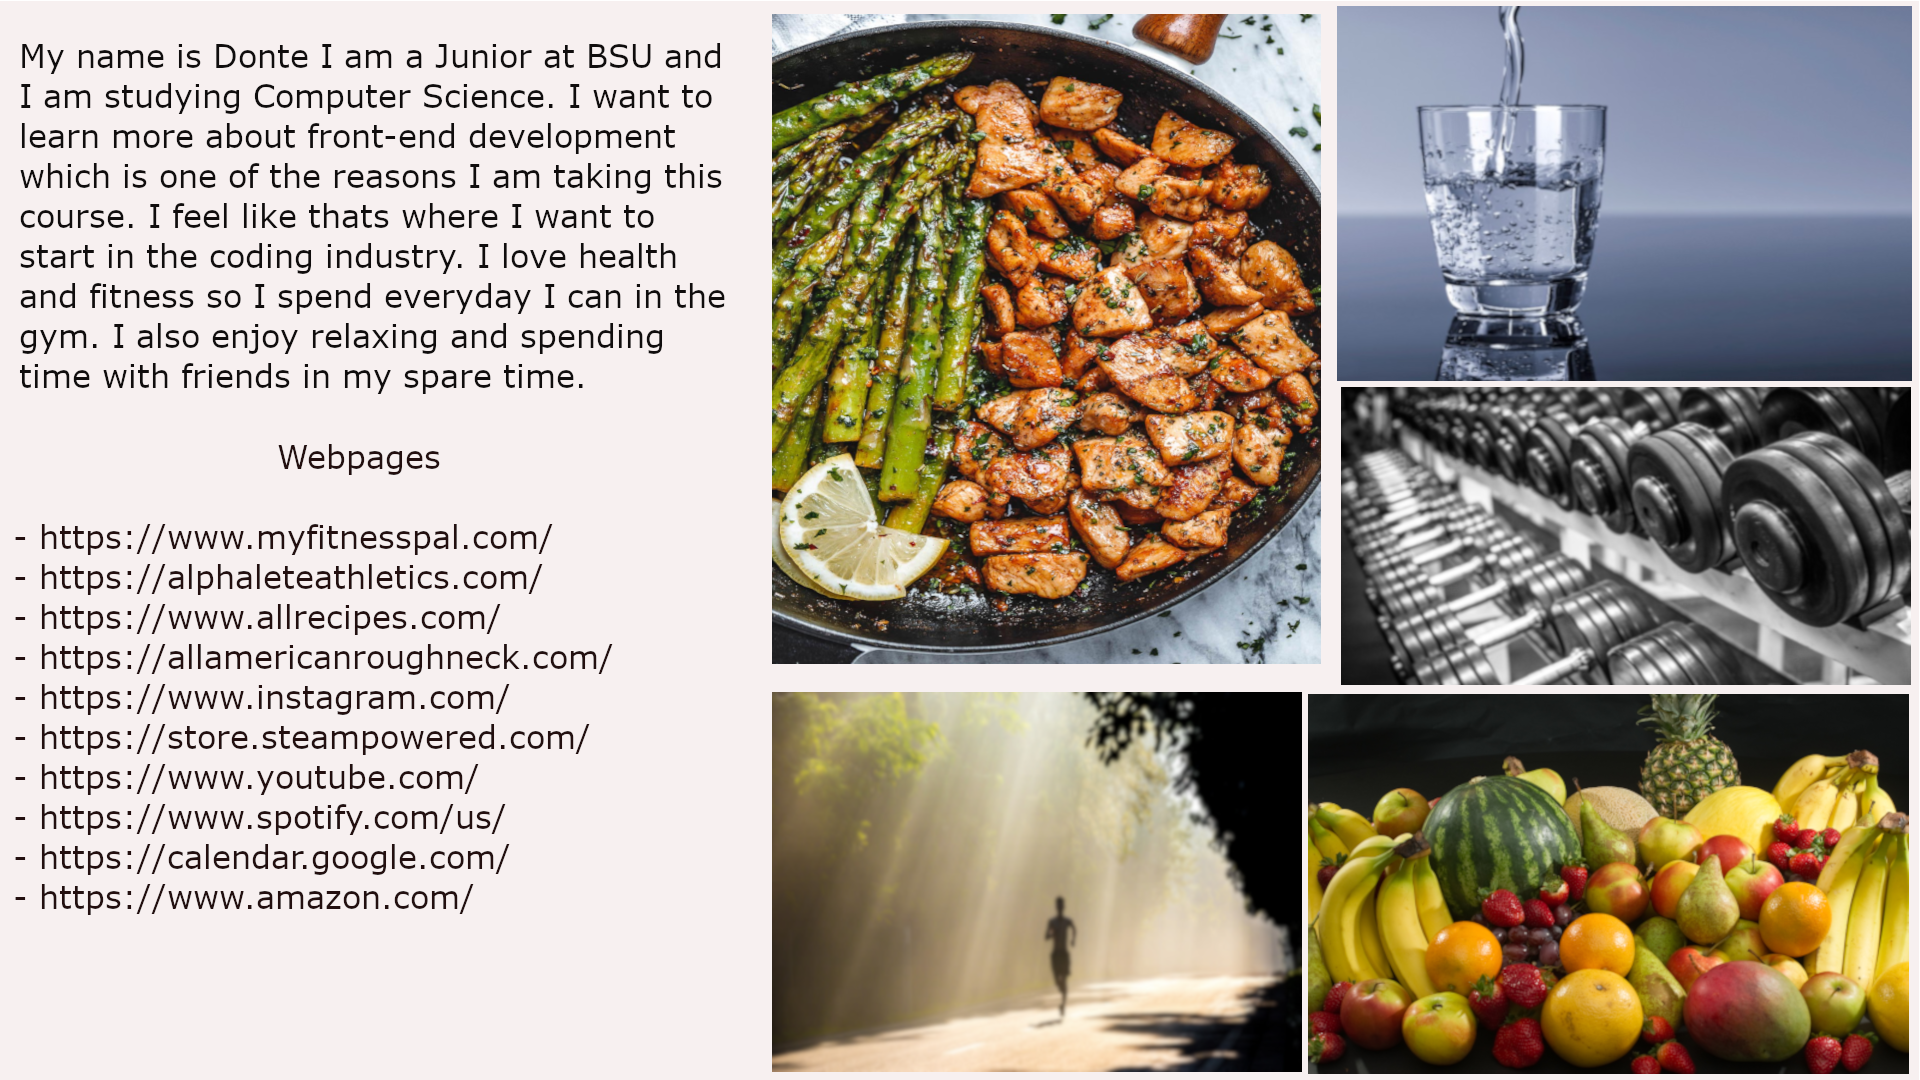 My name is Donte I am a Junior at BSU and
I am studying Computer Science. I want to
learn more about front-end development
which is one of the reasons I am taking this
course. I feel like thats where I want to
start in the coding industry. I love health
and fitness so I spend everyday I can in the
gym. I also enjoy relaxing and spending
time with friends in my spare time.
Webpages
- https://www.myfitnesspal.com/
- https://alphaleteathletics.com/
- https://www.allrecipes.com/
- https://allamericanroughneck.com/
- https://www.instagram.com/
- https://store.steampowered.com/
- https://www.youtube.com/
- https://www.spotify.com/us/
- https://calendar.google.com/
- https://www.amazon.com/